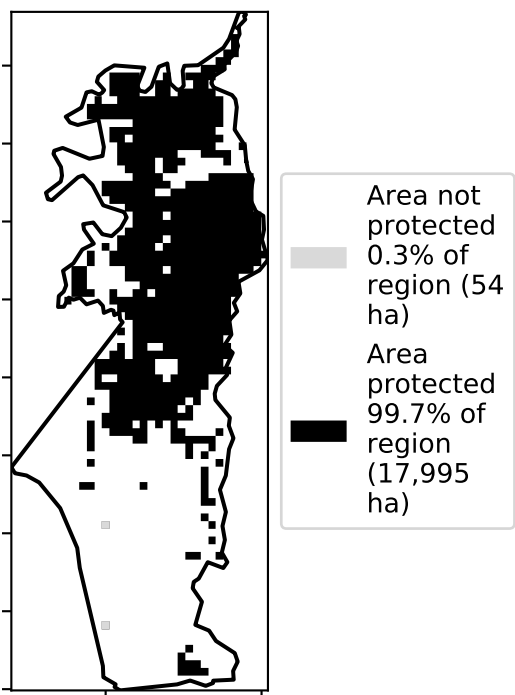 Area not
protected
0.3% of
region (54
ha)
Area
protected
99.7% of
region
(17,995
ha)